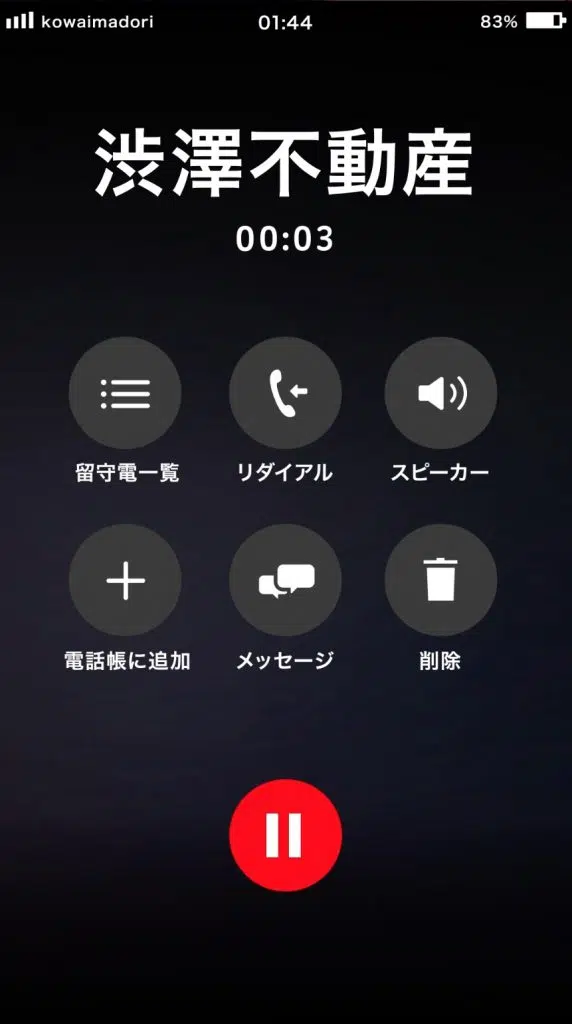 kowaimadori 01:44 83%
渋澤不動産
00:03
留守電一覧 リダイアル スピーカー
電話帳に追加 メッセージ 削除